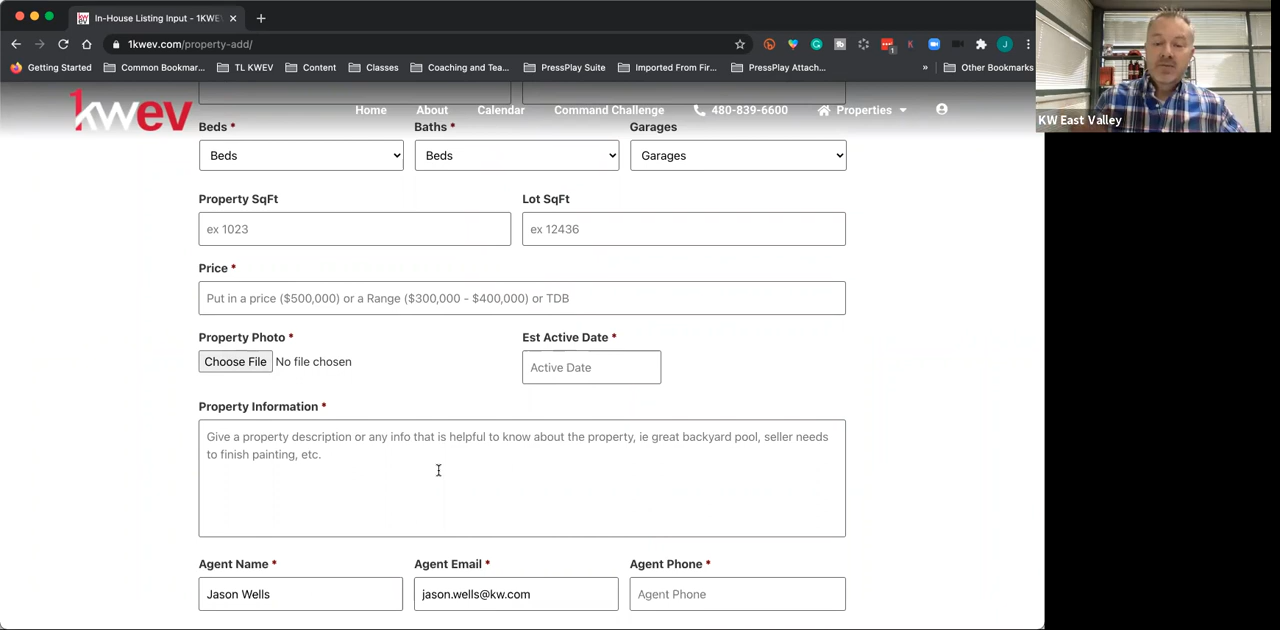 In-House Listing Input - 1KWE
1kwev.com/property-add/
Getting Started
Common Bookmar...
TL KWEV
Content
Classes
Coaching and Tea...
PressPlay Suite
Imported From Fir...
PressPlay Attach...
»
Other Bookmarks
1kwev
Home
About
Calendar
Command Challenge
480-839-6600
Properties
KW East Valley
Beds *
Baths *
Garages
Beds
Beds
Garages
Property SqFt
Lot SqFt
ex 1023
ex 12436
Price *
Put in a price ($500,000) or a Range ($300,000 - $400,000) or TDB
Property Photo *
Est Active Date *
Choose File No file chosen
Active Date
Property Information *
Give a property description or any info that is helpful to know about the property, ie great backyard pool, seller needs
to finish painting, etc.
Agent Name *
Agent Email *
Agent Phone *
Jason Wells
jason.wells@kw.com
Agent Phone